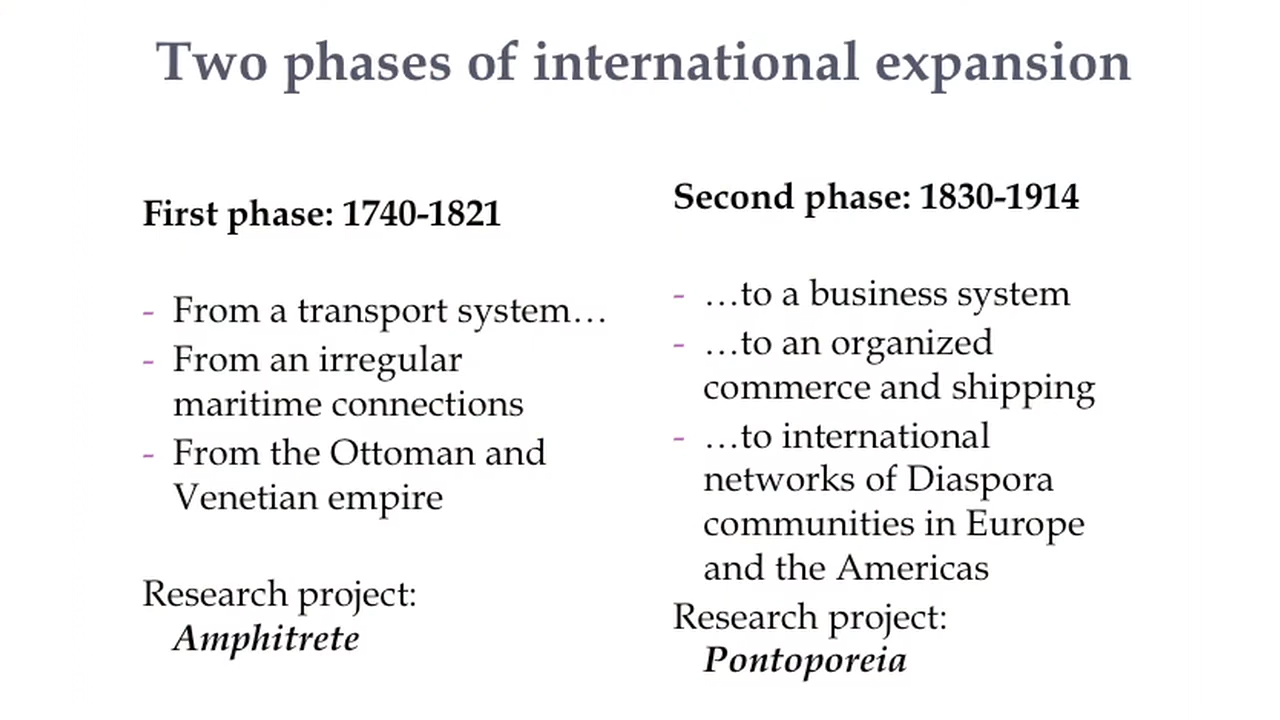 Two phases of international expansion
First phase: 1740-1821
- From a transport system…
- From an irregular
maritime connections
- From the Ottoman and
Venetian empire
Research project:
Amphitrete
Second phase: 1830-1914
- …to a business system
- …to an organized
commerce and shipping
- …to international
networks of Diaspora
communities in Europe
and the Americas
Research project:
Pontoporeia